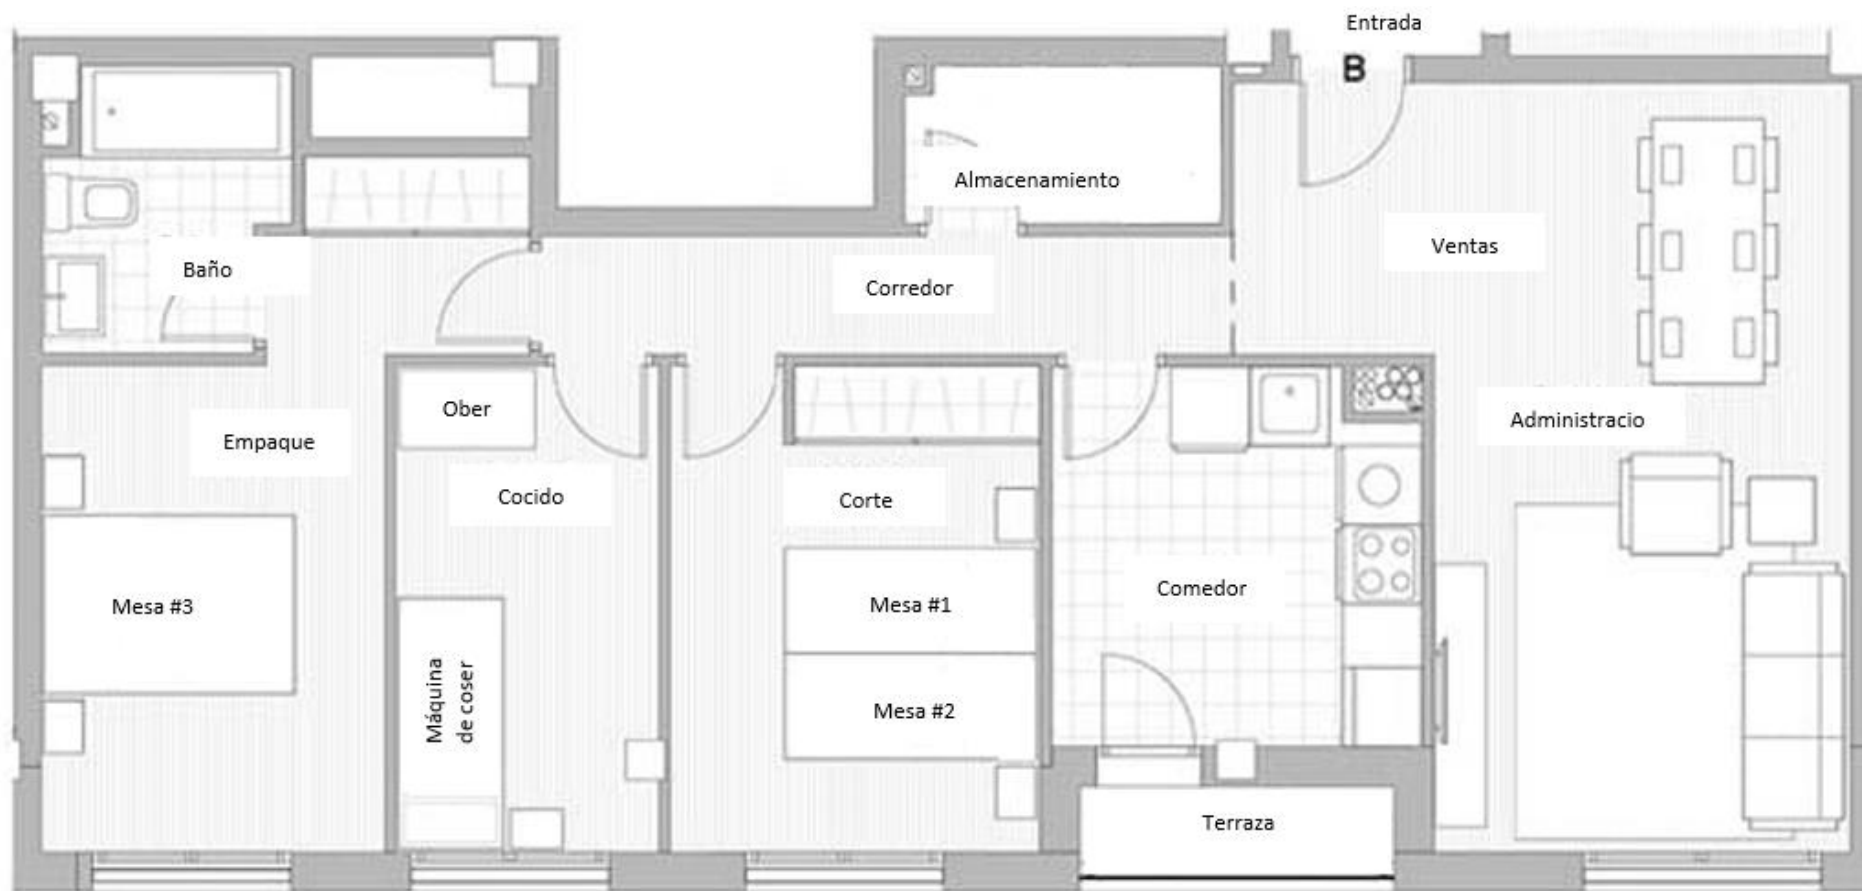 Entrada
B
Almacenamiento
Ventas
Baño
Corredor
Ober
Administracio
Empaque
Cocido
Corte
Comedor
Mesa #3
Mesa #1
Máquina
de coser
Mesa #2
Terraza